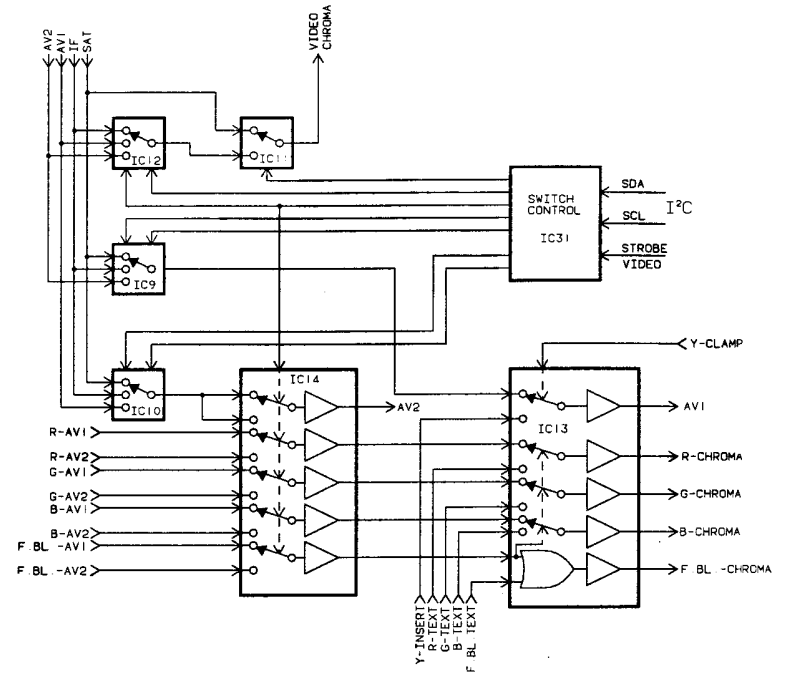 AV2
AV1
IF
SAT
VIDEO
CHROMA
IC12
IC11
SWITCH
CONTROL
IC31
SDA
I²C
SCL
STROBE
VIDEO
IC9
IC10
Y-CLAMP
IC14
AV2
IC13
AV1
R-AV1
R-AV2
G-AV1
G-AV2
B-AV1
B-AV2
F.BL.-AV1
F.BL.-AV2
R-CHROMA
G-CHROMA
B-CHROMA
F.BL.-CHROMA
Y-INSERT
R-TEXT
G-TEXT
B-TEXT
F.BL.TEXT